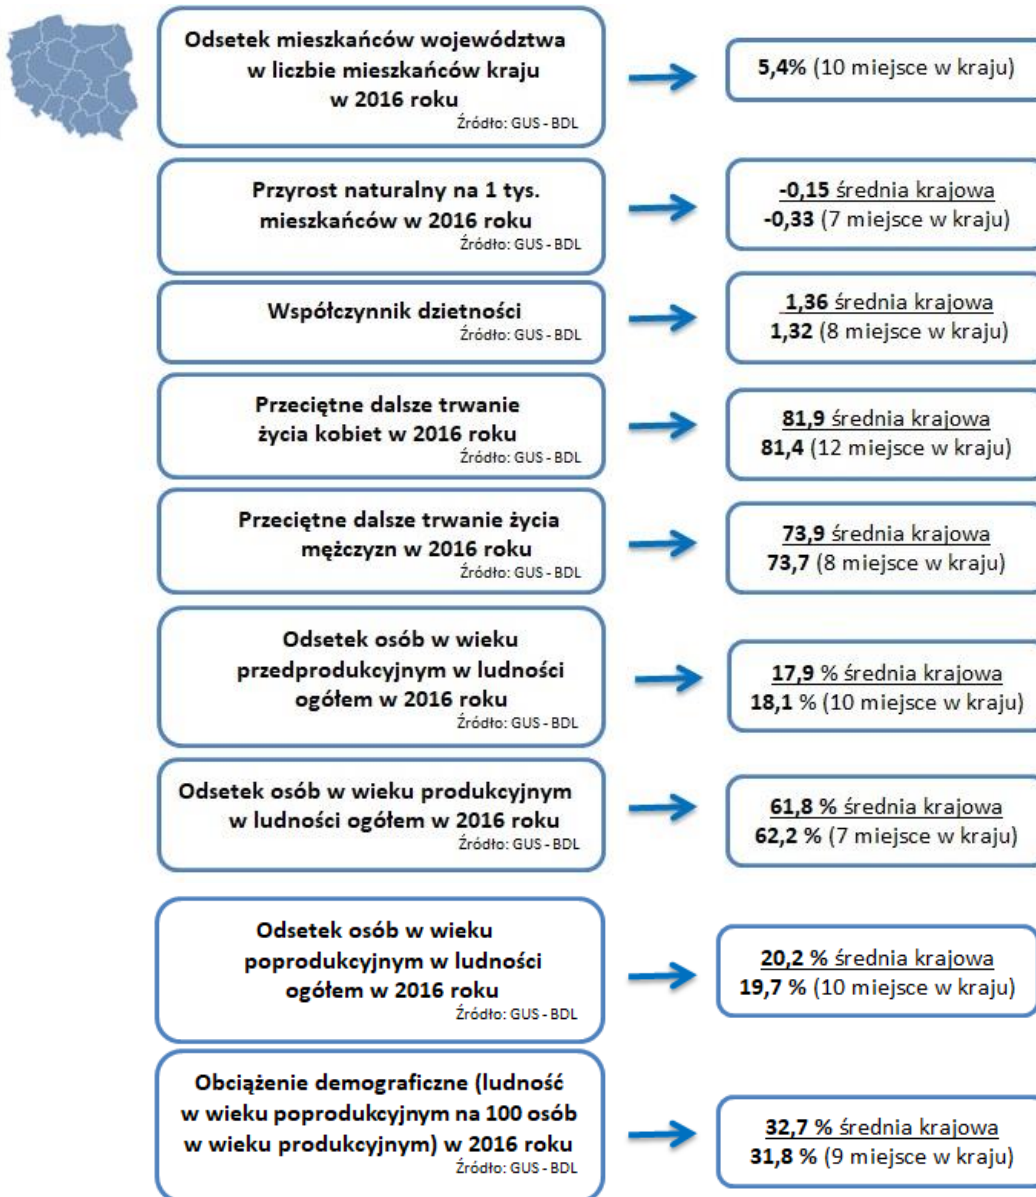 Odsetek mieszkańców województwa
w liczbie mieszkańców kraju
w 2016 roku
Źródło: GUS - BDL
5,4% (10 miejsce w kraju)
Przyrost naturalny na 1 tys.
mieszkańców w 2016 roku
Źródło: GUS - BDL
-0,15 średnia krajowa
-0,33 (7 miejsce w kraju)
Współczynnik dzietności
Źródło: GUS - BDL
1,36 średnia krajowa
1,32 (8 miejsce w kraju)
Przeciętne dalsze trwanie
życia kobiet w 2016 roku
Źródło: GUS - BDL
81,9 średnia krajowa
81,4 (12 miejsce w kraju)
Przeciętne dalsze trwanie życia
mężczyzn w 2016 roku
Źródło: GUS - BDL
73,9 średnia krajowa
73,7 (8 miejsce w kraju)
Odsetek osób w wieku
przedprodukcyjnym w ludności
ogółem w 2016 roku
Źródło: GUS - BDL
17,9 % średnia krajowa
18,1 % (10 miejsce w kraju)
Odsetek osób w wieku produkcyjnym
w ludności ogółem w 2016 roku
Źródło: GUS - BDL
61,8 % średnia krajowa
62,2 % (7 miejsce w kraju)
Odsetek osób w wieku
poprodukcyjnym w ludności
ogółem w 2016 roku
Źródło: GUS - BDL
20,2 % średnia krajowa
19,7 % (10 miejsce w kraju)
Obciążenie demograficzne (ludność
w wieku poprodukcyjnym na 100 osób
w wieku produkcyjnym) w 2016 roku
Źródło: GUS - BDL
32,7 % średnia krajowa
31,8 % (9 miejsce w kraju)